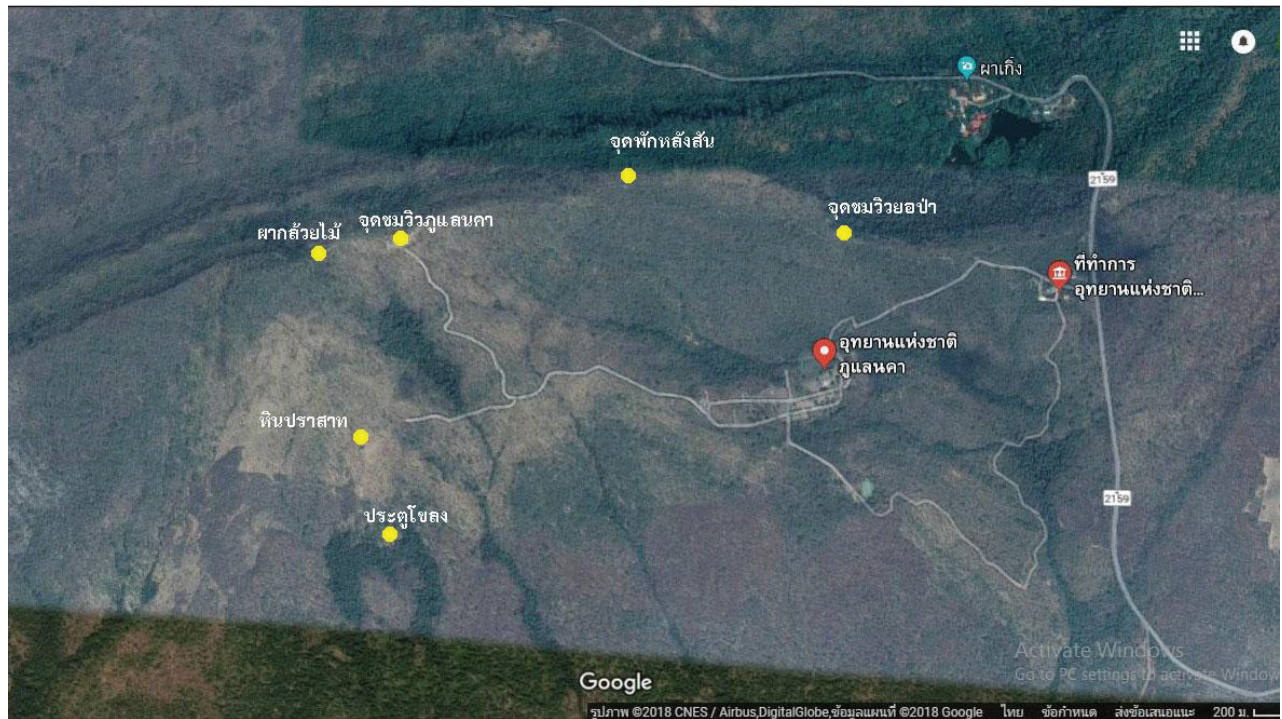 ผาเกิ้ง
จุดพักหลังสัน
2159
จุดชมวิวภูแลนคา
จุดชมวิวยอป่า
ผากล้วยไม้
ที่ทำการ
อุทยานแห่งชาติ...
อุทยานแห่งชาติ
ภูแลนคา
หินปราสาท
2159
ประตูโขลง
Activate Windows
Go to PC settings to activate Window
Google
รูปภาพ ©2018 CNES / Airbus,DigitalGlobe,ข้อมูลแผนที่ ©2018 Google ไทย ข้อกำหนด ส่งข้อเสนอแนะ 200 ม.